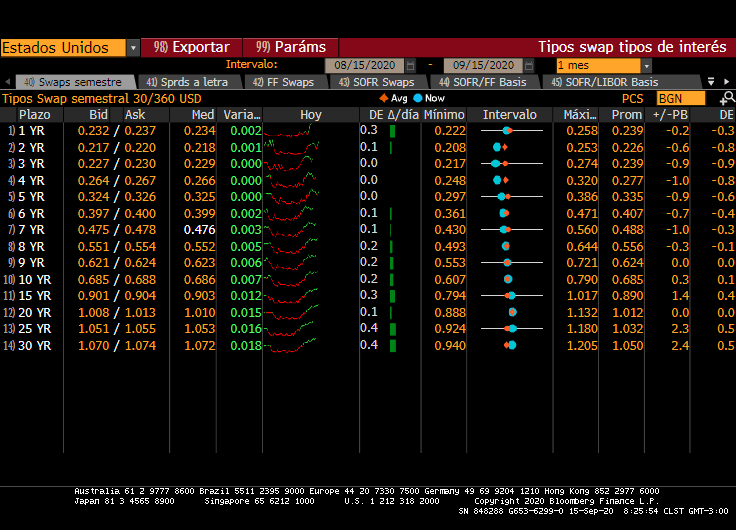 Estados Unidos 98) Exportar 99) Paráms Tipos swap tipos de interés
Intervalo: 08/15/2020 - 09/15/2020 1 mes
40) Swaps semestre 41) Sprds a letra 42) FF Swaps 43) SOFR Swaps 44) SOFR/FF Basis 45) SOFR/LIBOR Basis
Tipos Swap semestral 30/360 USD Avg Now PCS BGN
Plazo Bid Ask Med Varia... Hoy DE Δ/día Mínimo Intervalo Máxi... Prom +/-PB DE
1) 1 YR 0.232 / 0.237 0.234 0.002 0.3 0.222 0.258 0.239 -0.2 -0.3
2) 2 YR 0.217 / 0.220 0.218 0.001 0.1 0.208 0.253 0.226 -0.6 -0.8
3) 3 YR 0.227 / 0.230 0.229 0.000 0.0 0.217 0.274 0.239 -0.9 -0.9
4) 4 YR 0.264 / 0.267 0.266 0.000 0.0 0.248 0.320 0.277 -1.0 -0.8
5) 5 YR 0.324 / 0.326 0.325 0.000 0.0 0.297 0.386 0.335 -0.9 -0.6
6) 6 YR 0.397 / 0.400 0.399 0.002 0.1 0.361 0.471 0.407 -0.7 -0.4
7) 7 YR 0.475 / 0.478 0.476 0.003 0.1 0.430 0.560 0.488 -1.0 -0.3
8) 8 YR 0.551 / 0.554 0.552 0.005 0.2 0.493 0.644 0.556 -0.3 -0.1
9) 9 YR 0.621 / 0.624 0.623 0.006 0.2 0.553 0.721 0.624 0.0 0.0
10) 10 YR 0.685 / 0.688 0.686 0.007 0.2 0.607 0.790 0.685 0.3 0.1
11) 15 YR 0.901 / 0.904 0.903 0.012 0.3 0.794 1.017 0.890 1.4 0.4
12) 20 YR 1.008 / 1.013 1.010 0.015 0.1 0.888 1.132 1.012 0.0 0.0
13) 25 YR 1.051 / 1.055 1.053 0.016 0.4 0.924 1.180 1.032 2.3 0.5
14) 30 YR 1.070 / 1.074 1.072 0.018 0.4 0.940 1.205 1.050 2.4 0.5
Australia 61 2 9777 8600 Brazil 5511 2395 9000 Europe 44 20 7330 7500 Germany 49 69 9204 1210 Hong Kong 852 2977 6000
Japan 81 3 4565 8900 Singapore 65 6212 1000 U.S. 1 212 318 2000 Copyright 2020 Bloomberg Finance L.P.
SN 848288 G653-6299-0 15-Sep-20 8:25:54 CLST GMT-3:00